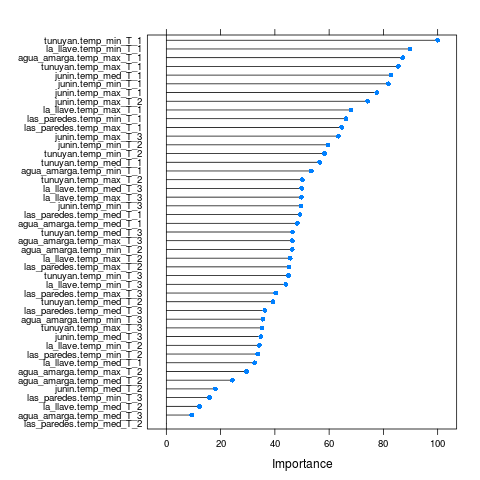 tunuyan.temp_min_T_1
la_llave.temp_min_T_1
agua_amarga.temp_max_T_1
tunuyan.temp_max_T_1
junin.temp_med_T_1
junin.temp_min_T_1
junin.temp_max_T_1
junin.temp_max_T_2
la_llave.temp_max_T_1
las_paredes.temp_min_T_1
las_paredes.temp_max_T_1
junin.temp_max_T_3
junin.temp_min_T_2
tunuyan.temp_min_T_2
tunuyan.temp_med_T_1
agua_amarga.temp_min_T_1
tunuyan.temp_max_T_2
la_llave.temp_med_T_3
la_llave.temp_max_T_3
junin.temp_min_T_3
las_paredes.temp_med_T_1
agua_amarga.temp_med_T_1
tunuyan.temp_med_T_3
agua_amarga.temp_max_T_3
agua_amarga.temp_min_T_2
la_llave.temp_max_T_2
las_paredes.temp_max_T_2
tunuyan.temp_min_T_3
la_llave.temp_min_T_3
las_paredes.temp_max_T_3
tunuyan.temp_med_T_2
las_paredes.temp_med_T_3
agua_amarga.temp_min_T_3
tunuyan.temp_max_T_3
junin.temp_med_T_3
la_llave.temp_min_T_2
las_paredes.temp_min_T_2
la_llave.temp_med_T_1
agua_amarga.temp_max_T_2
agua_amarga.temp_med_T_2
junin.temp_med_T_2
las_paredes.temp_min_T_3
la_llave.temp_med_T_2
agua_amarga.temp_med_T_3
las_paredes.temp_med_T_2
0 20 40 60 80 100
Importance